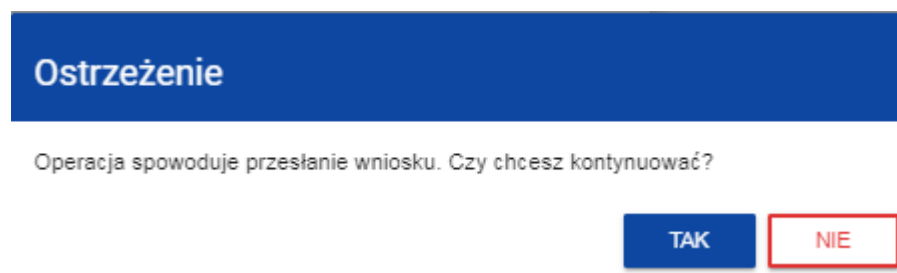 Ostrzeżenie
Operacja spowoduje przesłanie wniosku. Czy chcesz kontynuować?
TAK NIE